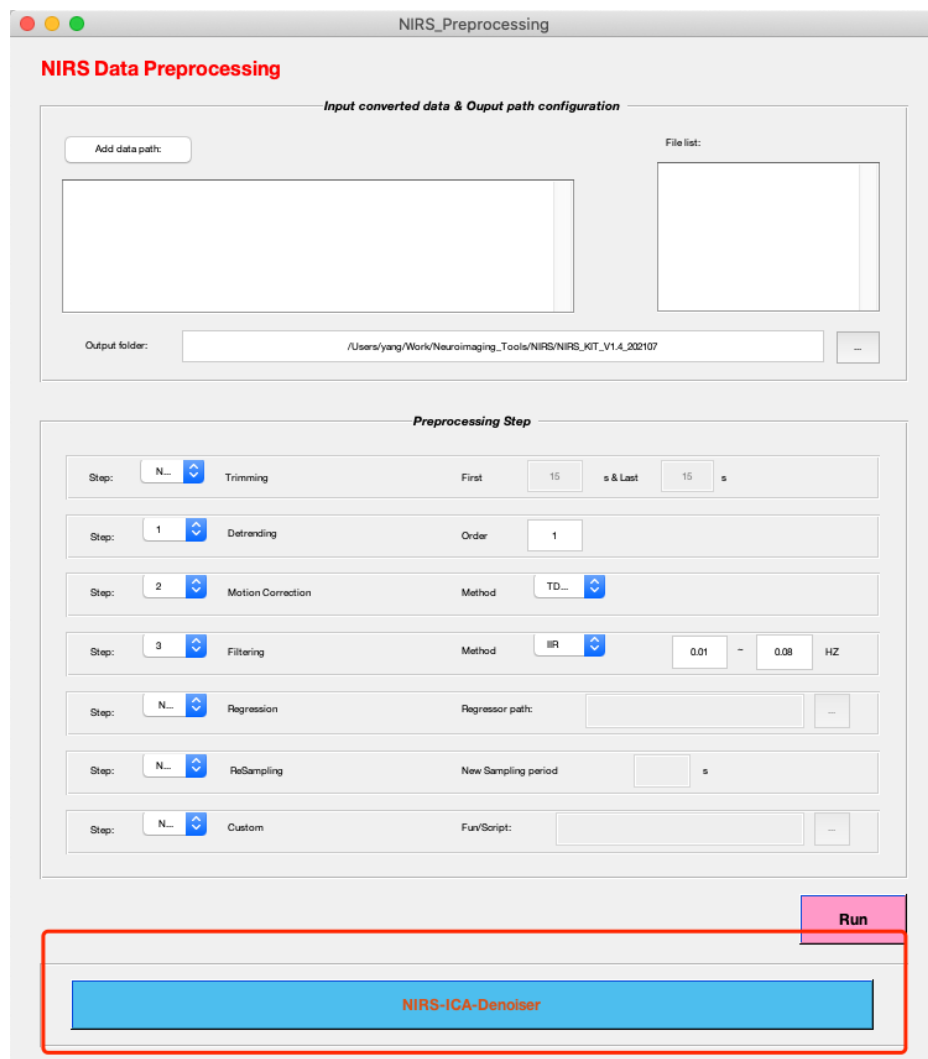 NIRS_Preprocessing
NIRS Data Preprocessing
Input converted data & Ouput path configuration
Add data path:
File list:
Output folder: /Users/yang/Work/Neuroimaging_Tools/NIRS/NIRS_KIT_V1.4_202107 ...
Preprocessing Step
Step: N... Trimming First 15 s & Last 15 s
Step: 1 Detrending Order 1
Step: 2 Motion Correction Method TD...
Step: 3 Filtering Method IIR 0.01 ~ 0.08 HZ
Step: N... Regression Regressor path: ...
Step: N... ReSampling New Sampling period s
Step: N... Custom Fun/Script: ...
Run
NIRS-ICA-Denoiser